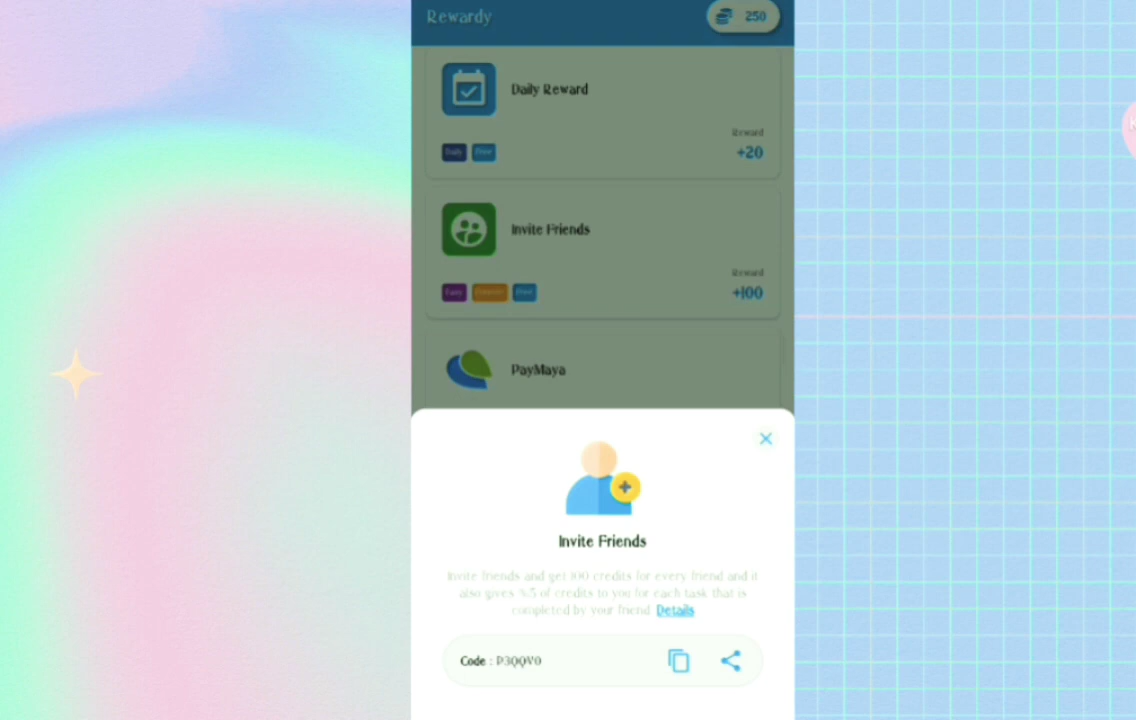 Rewardy
250
Daily Reward
Reward
Daily
+20
Invite Friends
Reward
Easy
+100
PayMaya
Invite Friends
Invite friends and get 100 credits for every friend and it
also gives %5 of credits to you for each task that is
completed by your friend. Details
Code :